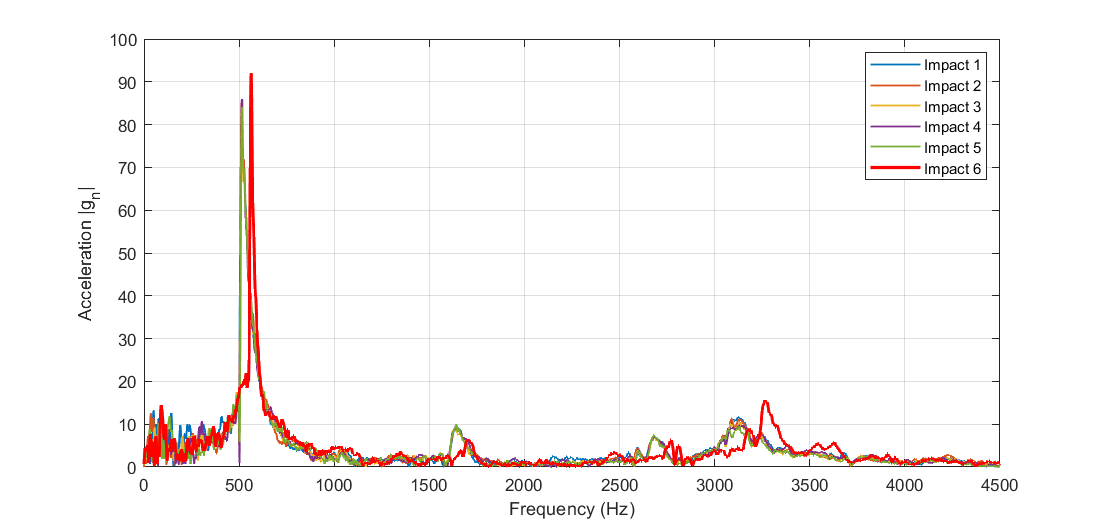 100
90
80
70
60
50
40
30
20
10
0
Acceleration |gn|
Impact 1
Impact 2
Impact 3
Impact 4
Impact 5
Impact 6
0 500 1000 1500 2000 2500 3000 3500 4000 4500
Frequency (Hz)